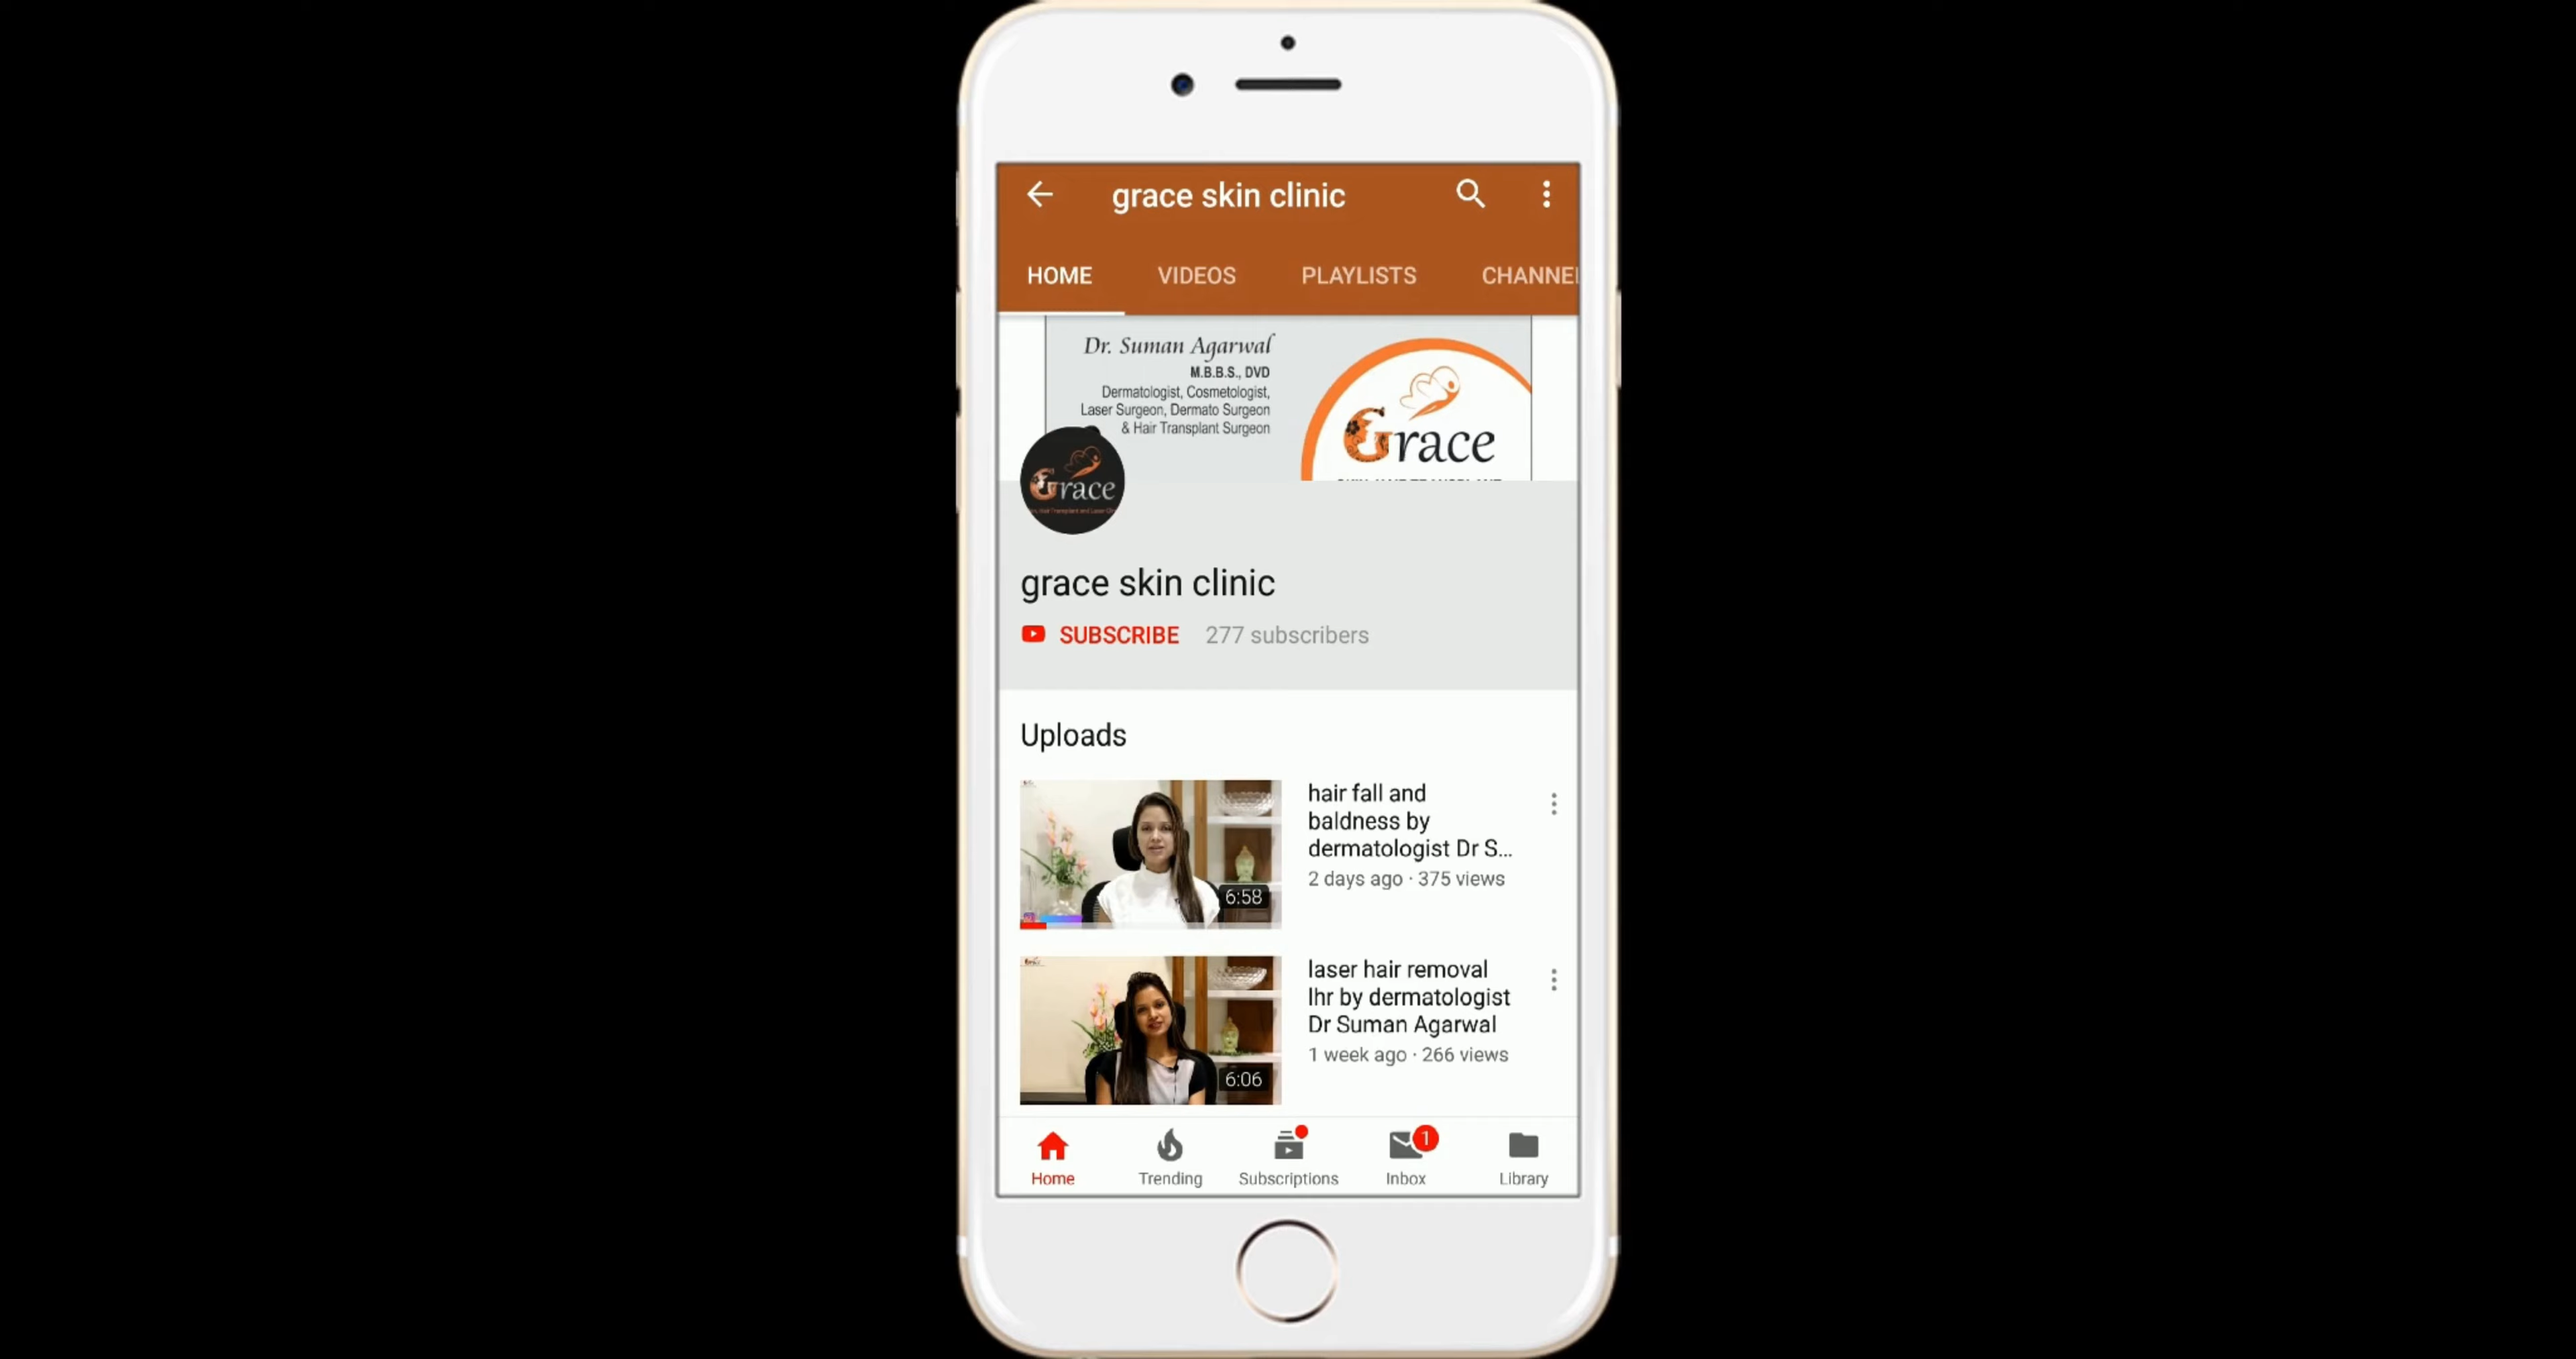 grace skin clinic
HOME VIDEOS PLAYLISTS CHANNEL
Dr. Suman Agarwal
M.B.B.S., DVD
Dermatologist, Cosmetologist,
Laser Surgeon, Dermato Surgeon
& Hair Transplant Surgeon
Grace
Grace
grace skin clinic
SUBSCRIBE 277 subscribers
Uploads
hair fall and
baldness by
dermatologist Dr S...
2 days ago · 375 views
6:58
laser hair removal
lhr by dermatologist
Dr Suman Agarwal
1 week ago · 266 views
6:06
1
Home Trending Subscriptions Inbox Library